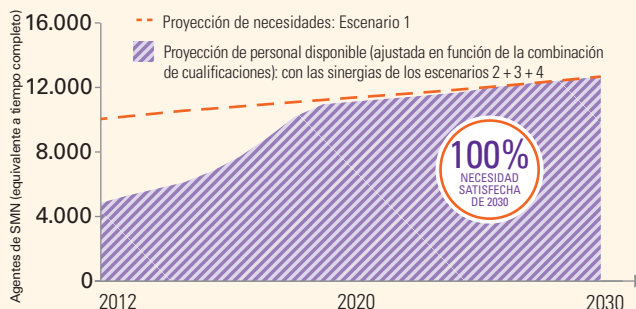 Agentes de SMN (equivalente a tiempo completo)
16.000
12.000
8.000
4.000
0
Proyección de necesidades: Escenario 1
Proyección de personal disponible (ajustada en función de la combinación
de cualificaciones): con las sinergias de los escenarios 2 + 3 + 4
100%
NECESIDAD
SATISFECHA
DE 2030
2012
2020
2030